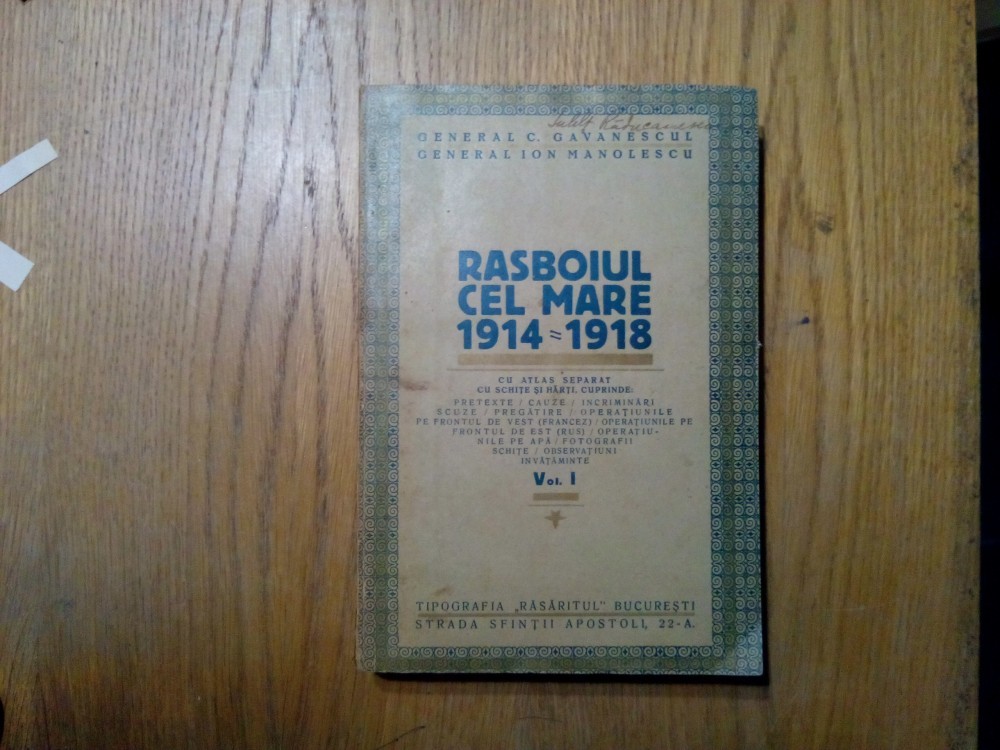 Răducanescu
GENERAL C. GAVANESCUL
GENERAL ION MANOLESCU
RASBOIUL
CEL MARE
1914=1918
CU ATLAS SEPARAT
CU SCHIȚE ȘI HĂRȚI, CUPRINDE:
PRETEXTE / CAUZE / INCRIMINĂRI
SCUZE / PREGĂTIRE / OPERAȚIUNILE
PE FRONTUL DE VEST (FRANCEZ) / OPERAȚIUNILE PE
FRONTUL DE EST (RUS) / OPERAȚIU-
NILE PE APĂ / FOTOGRAFII
SCHIȚE / OBSERVAȚIUNI
INVĂȚĂMINTE
Vol. I
TIPOGRAFIA „RĂSĂRITUL" BUCUREȘTI
STRADA SFINȚII APOSTOLI, 22-A.